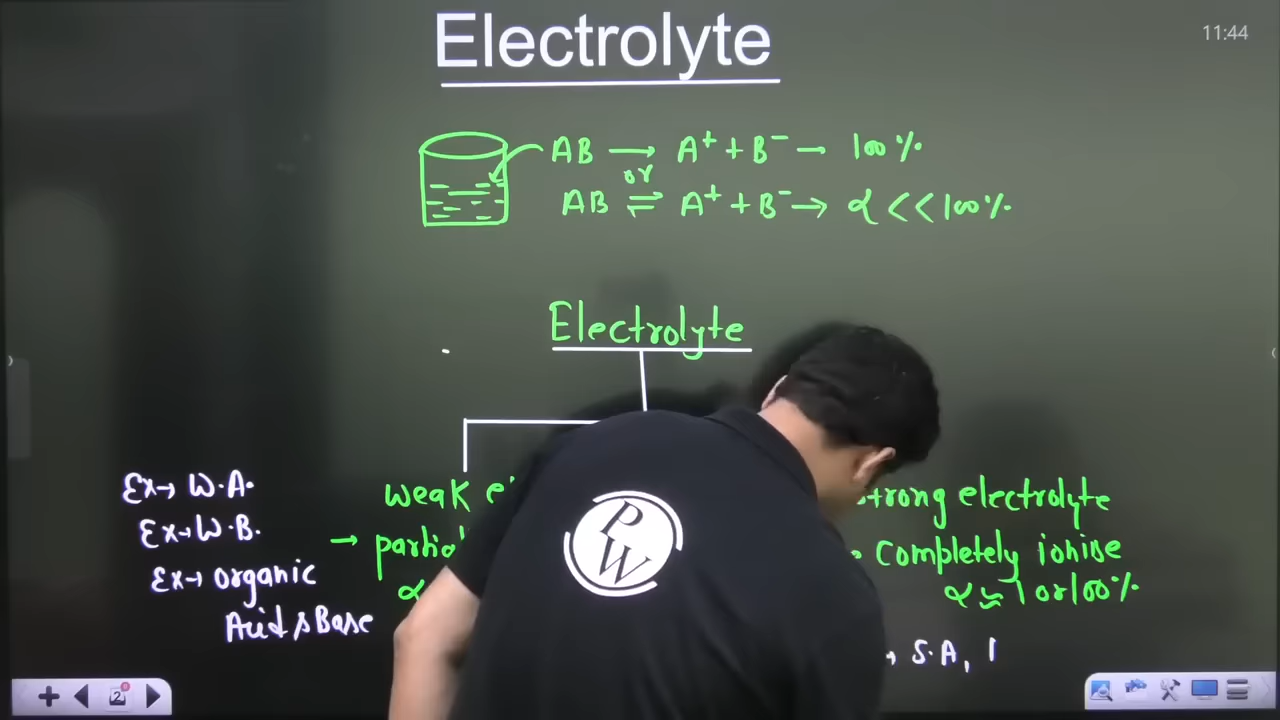 Electrolyte
11:44
AB → A⁺ + B⁻ → 100%
or
AB ⇌ A⁺ + B⁻ → α << 100%
Electrolyte
Ex→ W.A.
Ex→ W.B.
Ex→ organic
Acid & Base
weak
→
α
strong electrolyte
completely ionise
α ≈ 1 or 100%
→ S.A,
PW
2